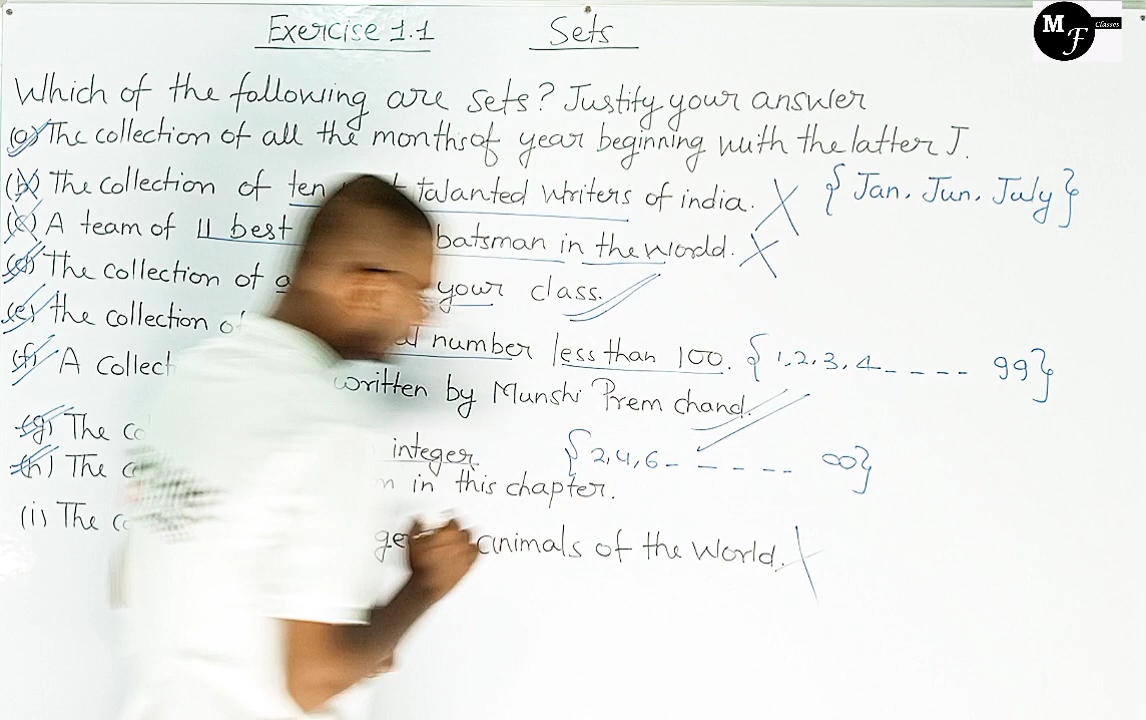 Exercise 1.1 Sets
MF Classes
Which of the following are sets? Justify your answer
(a) The collection of all the months of year beginning with the latter J.
{Jan, Jun, July}
(b) The collection of ten talanted writers of india. X
(c) A team of 11 best batsman in the world. X
(d) The collection of your class.
(e) the collection of number less than 100. {1, 2, 3, 4 - - - - 99}
(f) A collect written by Munshi Prem chand.
(g) The co integer {2, 4, 6 - - - - - ∞}
(h) The c in this chapter.
(i) The co animals of the World. X